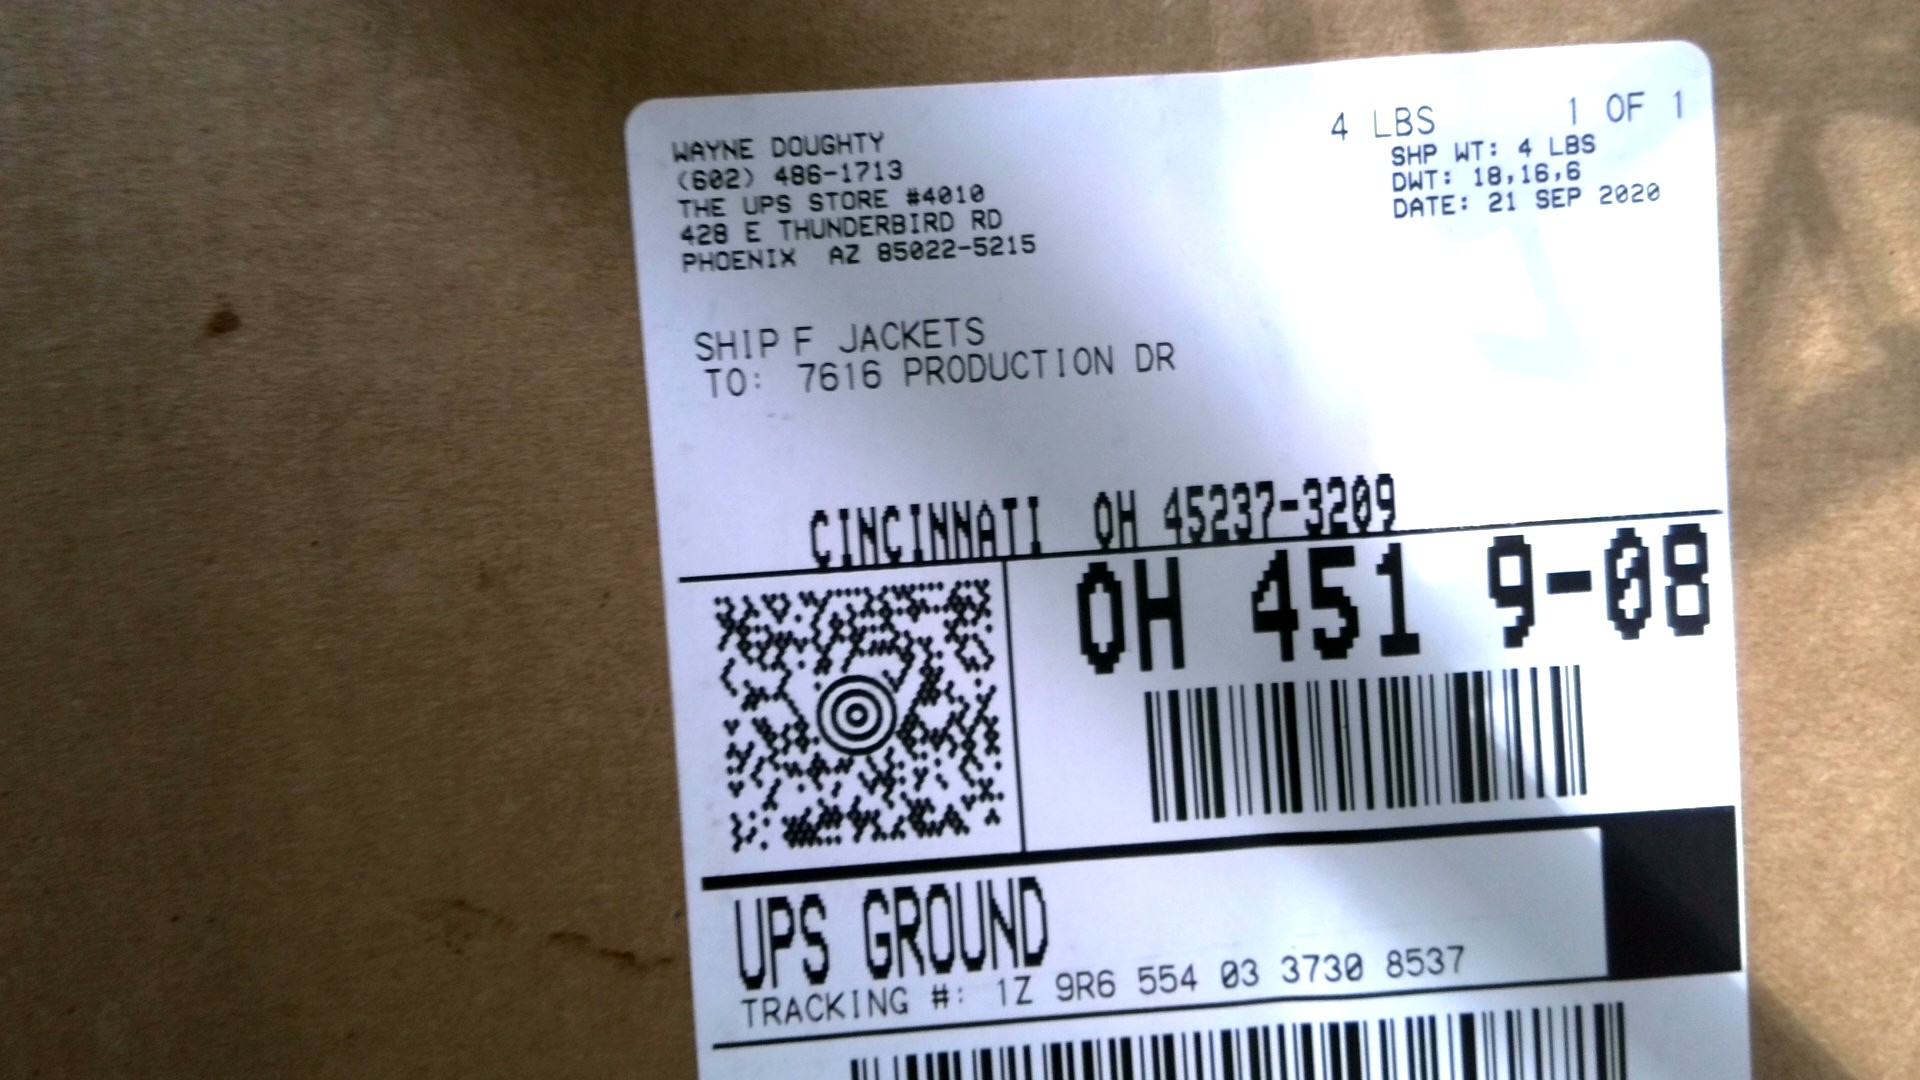 WAYNE DOUGHTY
(602) 486-1713
THE UPS STORE #4010
428 E THUNDERBIRD RD
PHOENIX AZ 85022-5215
4 LBS 1 OF 1
SHP WT: 4 LBS
DWT: 18,16,6
DATE: 21 SEP 2020
SHIP F JACKETS
TO: 7616 PRODUCTION DR
CINCINNATI OH 45237-3209
OH 451 9-08
UPS GROUND
TRACKING #: 1Z 9R6 554 03 3730 8537